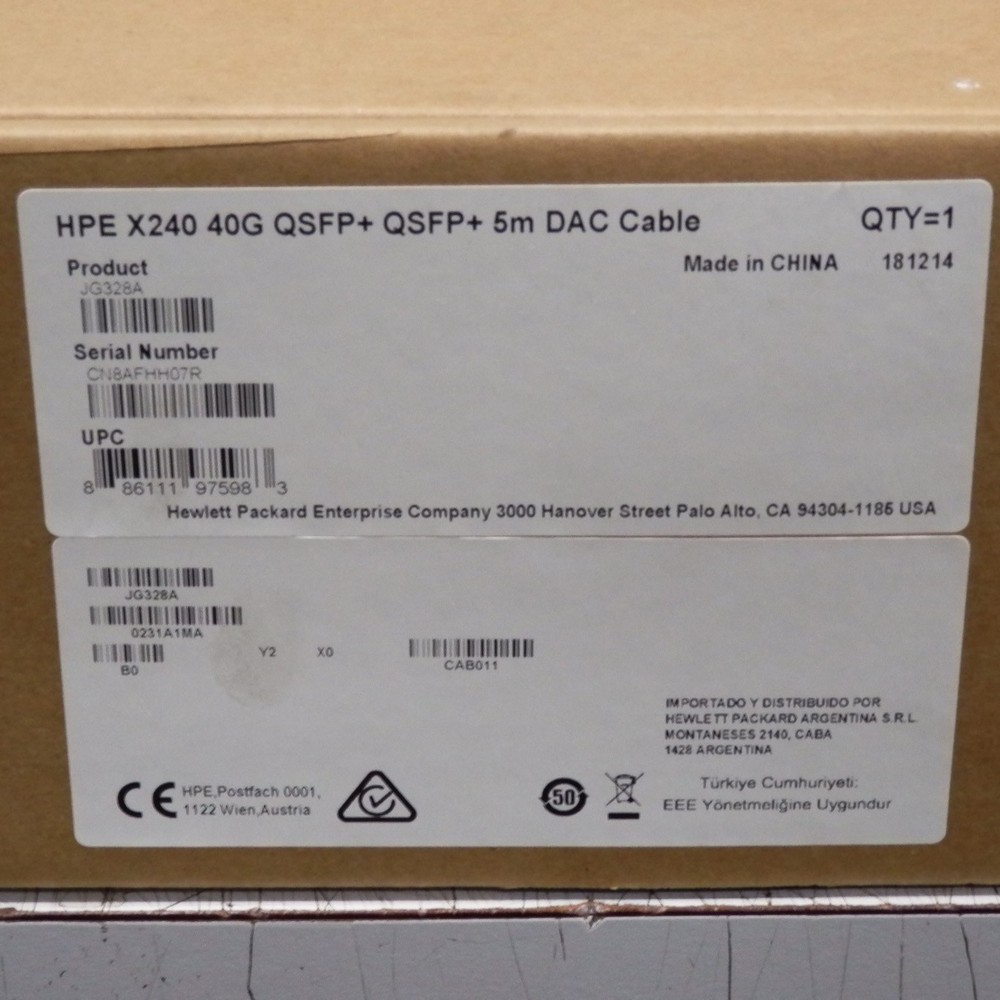 HPE X240 40G QSFP+ QSFP+ 5m DAC Cable QTY=1
Product Made in CHINA 181214
JG328A
Serial Number
CN8AFHH07R
UPC
8 86111 97598 3
Hewlett Packard Enterprise Company 3000 Hanover Street Palo Alto, CA 94304-1185 USA
JG328A
0231A1MA
B0 Y2 X0 CAB011
IMPORTADO Y DISTRIBUIDO POR
HEWLETT PACKARD ARGENTINA S.R.L.
MONTANESES 2140, CABA
1428 ARGENTINA
CE HPE,Postfach 0001,
1122 Wien,Austria
50
Türkiye Cumhuriyeti:
EEE Yönetmeliğine Uygundur